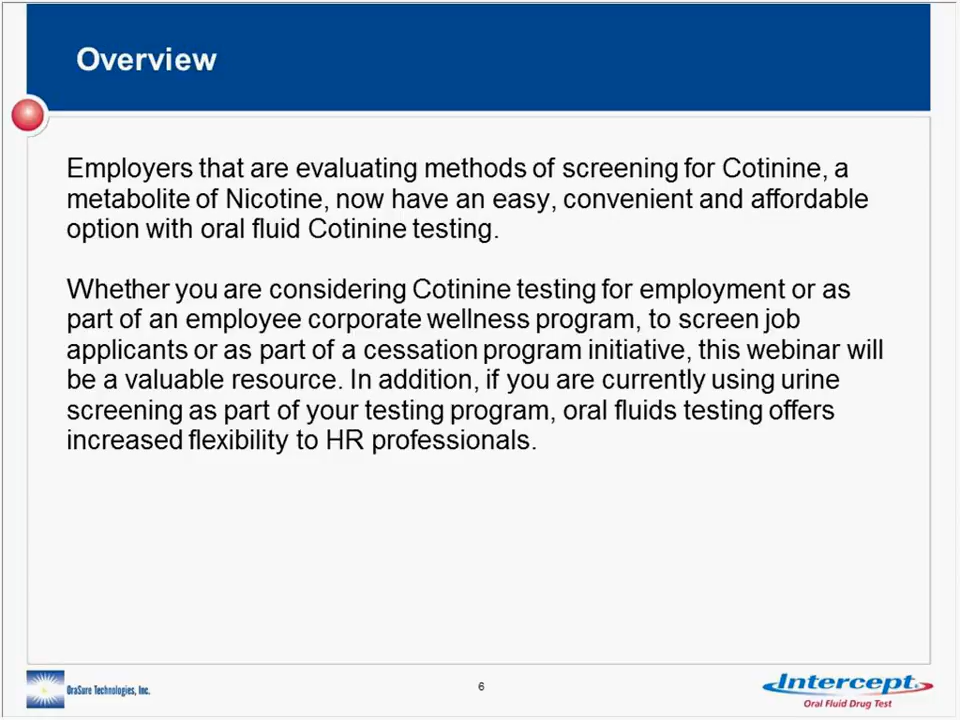 Overview
Employers that are evaluating methods of screening for Cotinine, a
metabolite of Nicotine, now have an easy, convenient and affordable
option with oral fluid Cotinine testing.
Whether you are considering Cotinine testing for employment or as
part of an employee corporate wellness program, to screen job
applicants or as part of a cessation program initiative, this webinar will
be a valuable resource. In addition, if you are currently using urine
screening as part of your testing program, oral fluids testing offers
increased flexibility to HR professionals.
OraSure Technologies, Inc.
6
Intercept
Oral Fluid Drug Test